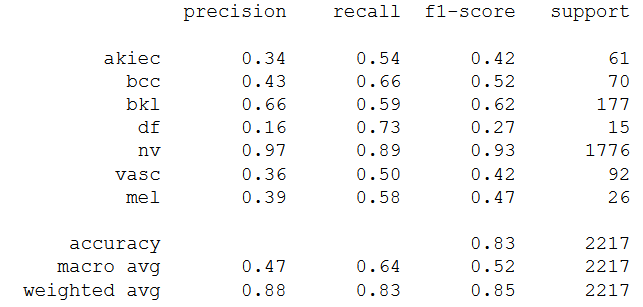 precision recall f1-score support
akiec 0.34 0.54 0.42 61
bcc 0.43 0.66 0.52 70
bkl 0.66 0.59 0.62 177
df 0.16 0.73 0.27 15
nv 0.97 0.89 0.93 1776
vasc 0.36 0.50 0.42 92
mel 0.39 0.58 0.47 26
accuracy 0.83 2217
macro avg 0.47 0.64 0.52 2217
weighted avg 0.88 0.83 0.85 2217